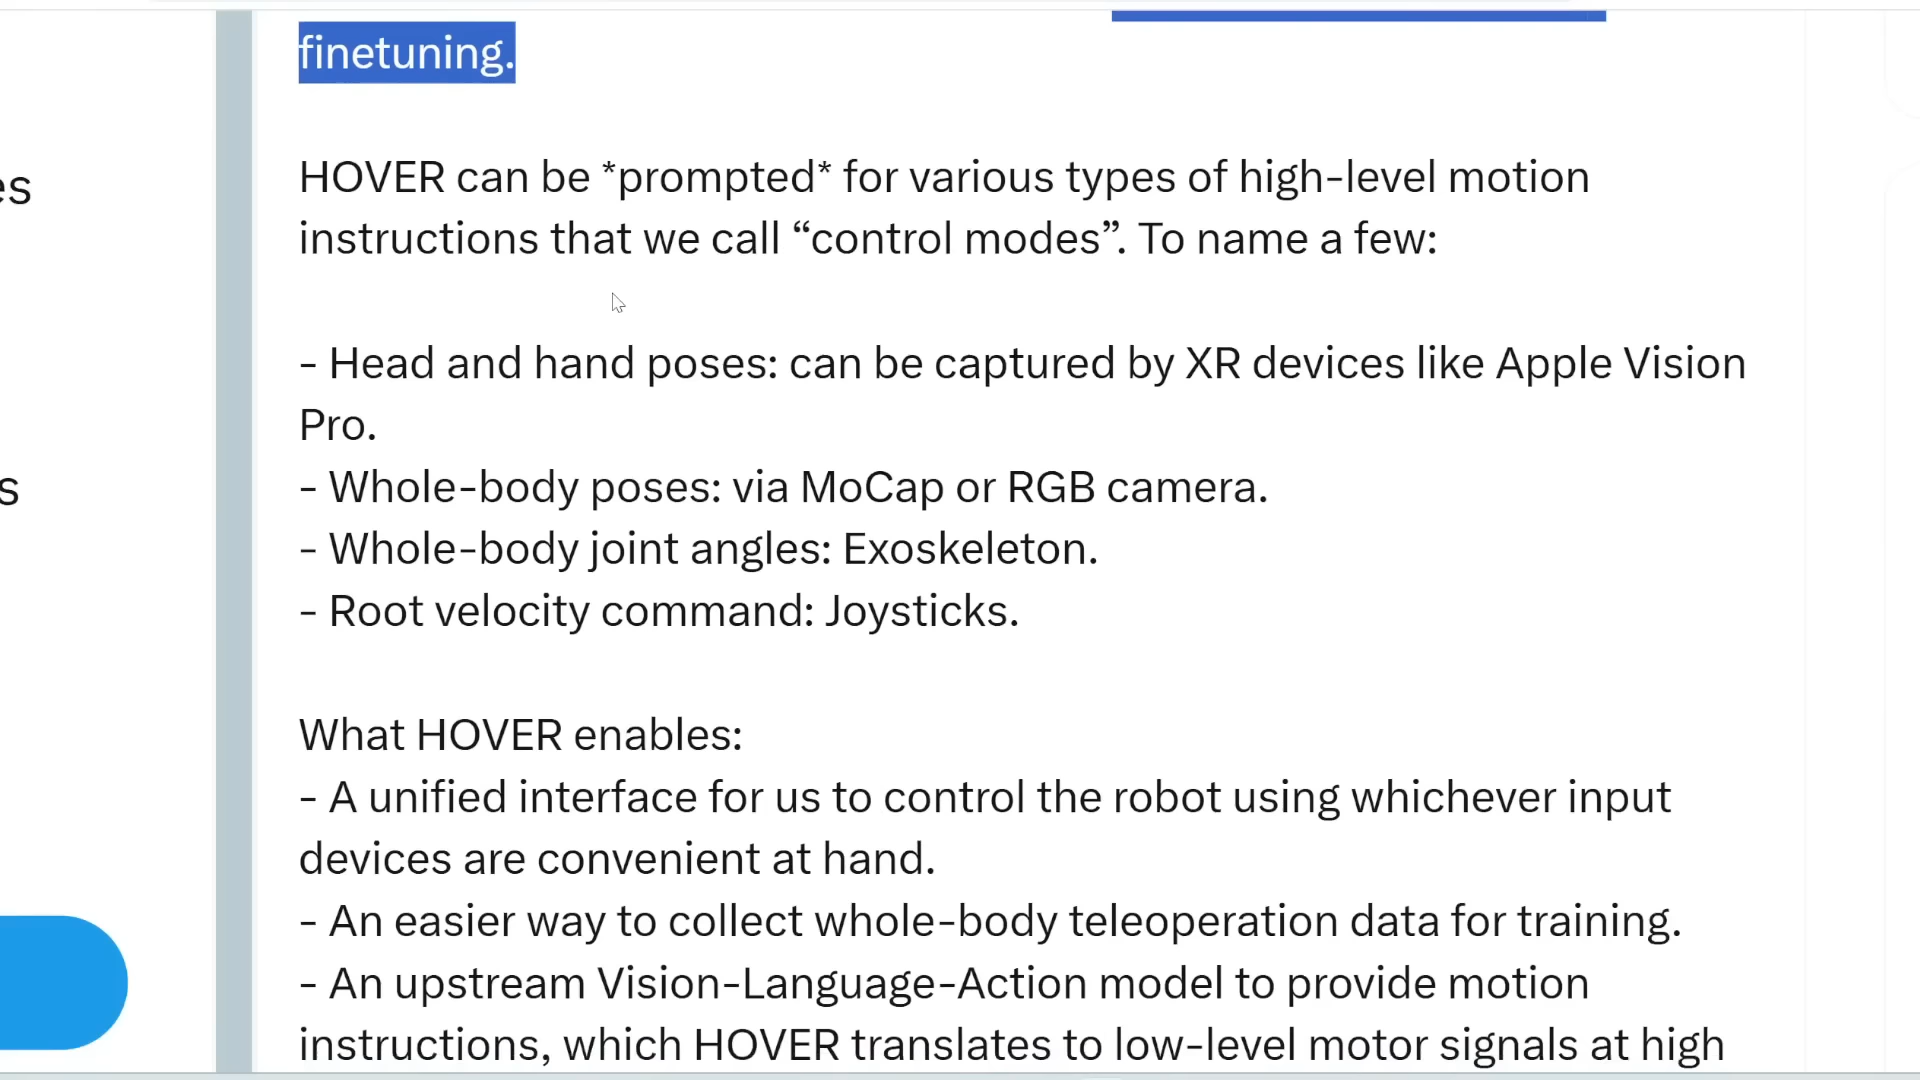 finetuning.
HOVER can be *prompted* for various types of high-level motion
instructions that we call “control modes”. To name a few:
- Head and hand poses: can be captured by XR devices like Apple Vision
Pro.
- Whole-body poses: via MoCap or RGB camera.
- Whole-body joint angles: Exoskeleton.
- Root velocity command: Joysticks.
What HOVER enables:
- A unified interface for us to control the robot using whichever input
devices are convenient at hand.
- An easier way to collect whole-body teleoperation data for training.
- An upstream Vision-Language-Action model to provide motion
instructions, which HOVER translates to low-level motor signals at high